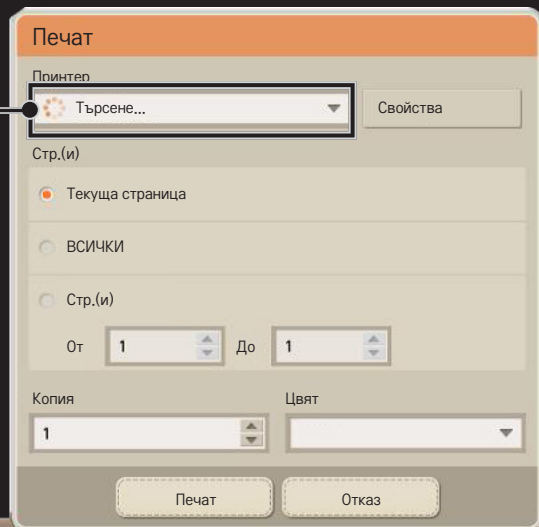 Печат
Принтер
Търсене...
Свойства
Стр.(и)
Текуща страница
ВСИЧКИ
Стр.(и)
От 1 До 1
Копия Цвят
1
Печат Отказ